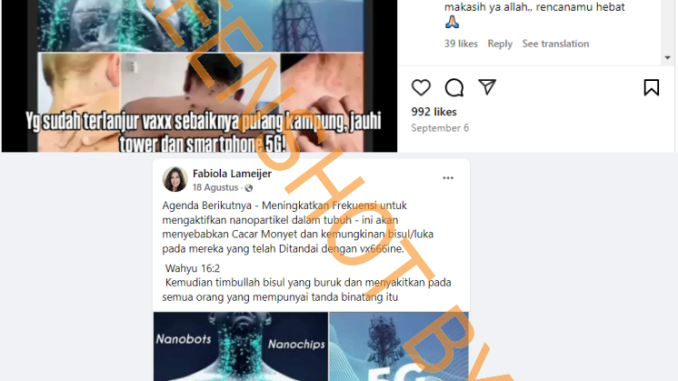 makasih ya allah.. rencanamu hebat
🙏
39 likes Reply See translation
992 likes
September 6
Yg sudah terlanjur vaxx sebaiknya pulang kampung, jauhi
tower dan smartphone 5G!
Fabiola Lameijer
18 Agustus ·
Agenda Berikutnya - Meningkatkan Frekuensi untuk
mengaktifkan nanopartikel dalam tubuh - ini akan
menyebabkan Cacar Monyet dan kemungkinan bisul/luka
pada mereka yang telah Ditandai dengan vx666ine.
Wahyu 16:2
Kemudian timbullah bisul yang buruk dan menyakitkan pada
semua orang yang mempunyai tanda binatang itu
Nanobots
Nanochips
5G
EENSHOT BY